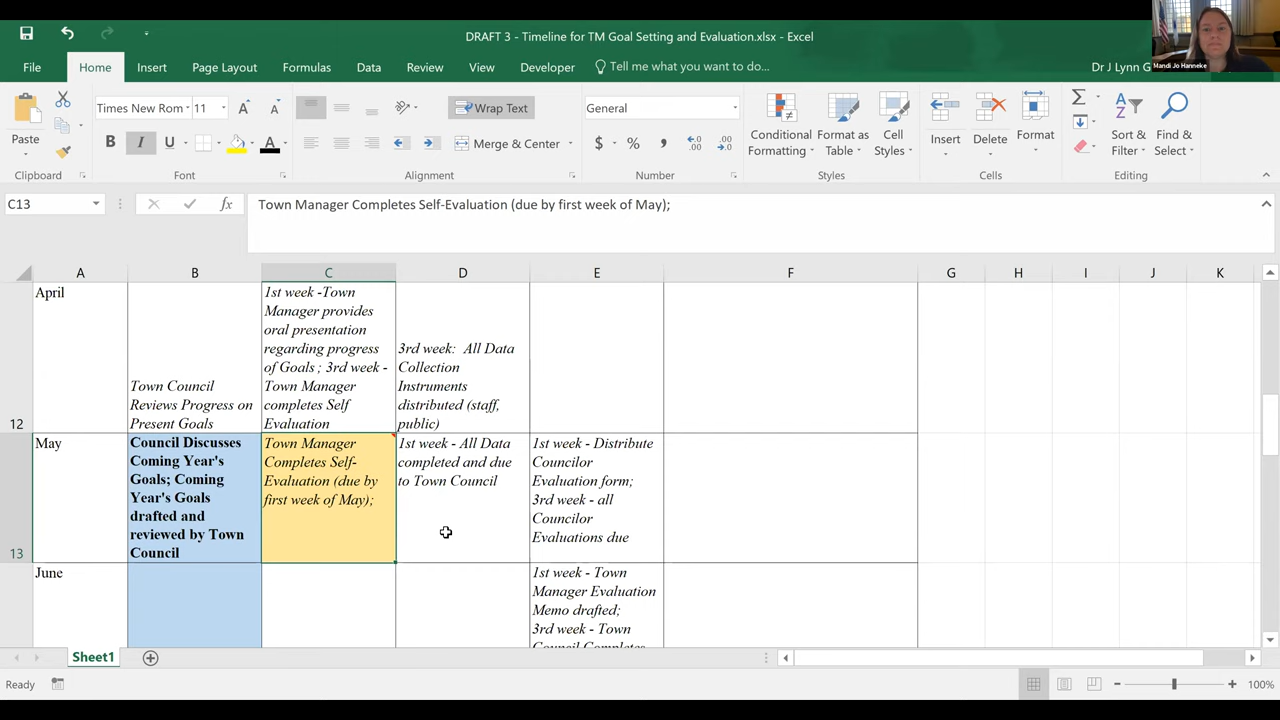 DRAFT 3 - Timeline for TM Goal Setting and Evaluation.xlsx - Excel
Mandi Jo Hanneke
File
Home
Insert
Page Layout
Formulas
Data
Review
View
Developer
Tell me what you want to do...
Dr J Lynn G
Paste
Times New Rom
11
A
A
B
I
U
A
Wrap Text
Merge & Center
General
$
%
Conditional
Formatting
Format as
Table
Cell
Styles
Insert
Delete
Format
Sort &
Filter
Find &
Select
Clipboard
Font
Alignment
Number
Styles
Cells
Editing
C13
fx
Town Manager Completes Self-Evaluation (due by first week of May);
A
B
C
D
E
F
G
H
I
J
K
12
April
Town Council
Reviews Progress on
Present Goals
1st week -Town
Manager provides
oral presentation
regarding progress
of Goals ; 3rd week -
Town Manager
completes Self
Evaluation
3rd week:  All Data
Collection
Instruments
distributed (staff,
public)
13
May
Council Discusses
Coming Year's
Goals; Coming
Year's Goals
drafted and
reviewed by Town
Council
Town Manager
Completes Self-
Evaluation (due by
first week of May);
1st week - All Data
completed and due
to Town Council
1st week - Distribute
Councilor
Evaluation form;
3rd week - all
Councilor
Evaluations due
June
1st week - Town
Manager Evaluation
Memo drafted;
3rd week - Town
Council Completes
Sheet1
Ready
100%